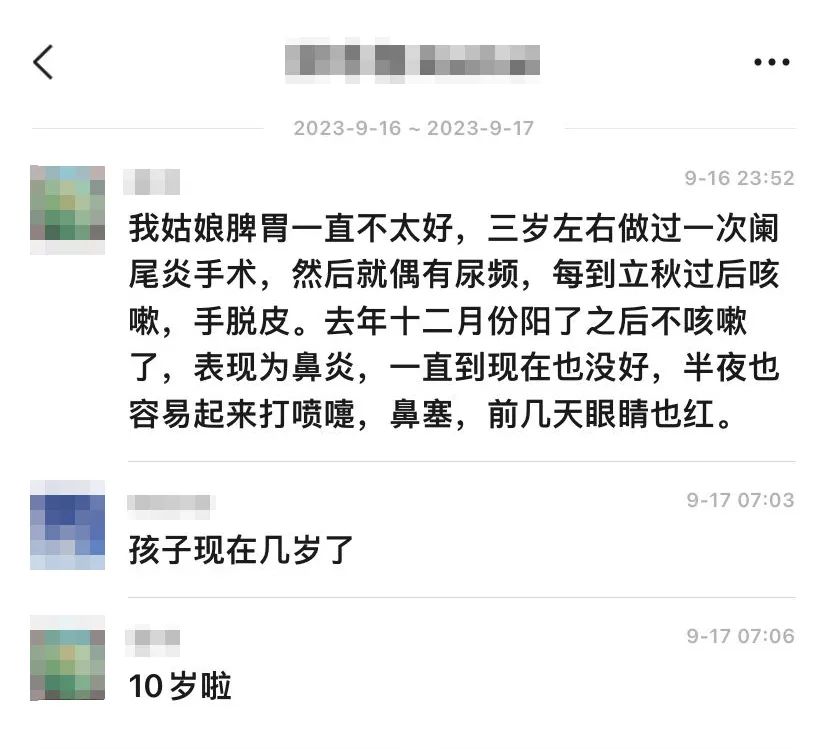 2023-9-16 ~ 2023-9-17
9-16 23:52
我姑娘脾胃一直不太好，三岁左右做过一次阑
尾炎手术，然后就偶有尿频，每到立秋过后咳
嗽，手脱皮。去年十二月份阳了之后不咳嗽
了，表现为鼻炎，一直到现在也没好，半夜也
容易起来打喷嚏，鼻塞，前几天眼睛也红。
9-17 07:03
孩子现在几岁了
9-17 07:06
10岁啦